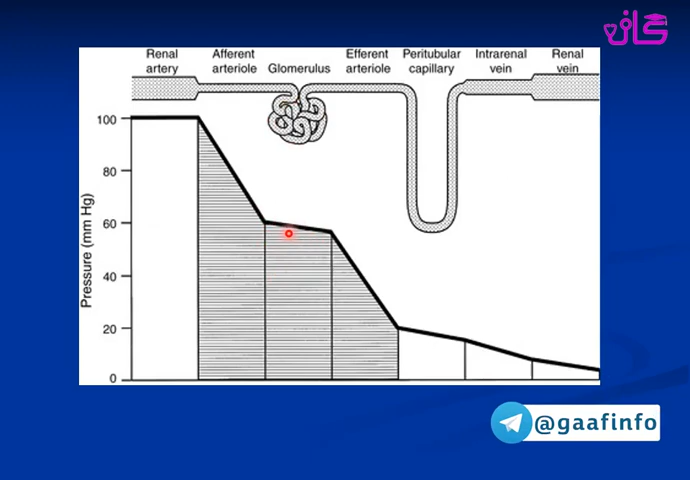 گاف
Renal artery
Afferent arteriole
Glomerulus
Efferent arteriole
Peritubular capillary
Intrarenal vein
Renal vein
Pressure (mm Hg)
100
80
60
40
20
0
@gaafinfo